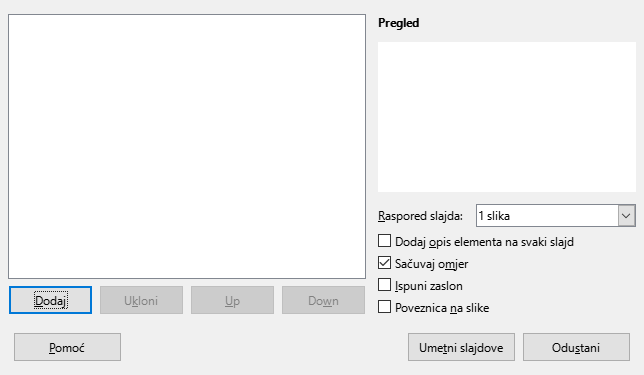 Pregled
Raspored slajda: 1 slika
Dodaj opis elementa na svaki slajd
Sačuvaj omjer
Ispuni zaslon
Poveznica na slike
Dodaj Ukloni Up Down
Pomoć Umetni slajdove Odustani